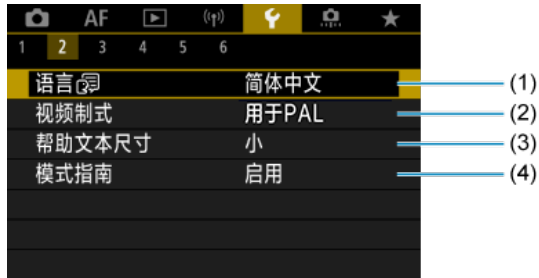 AF
1 2 3 4 5 6
语言 简体中文 (1)
视频制式 用于PAL (2)
帮助文本尺寸 小 (3)
模式指南 启用 (4)